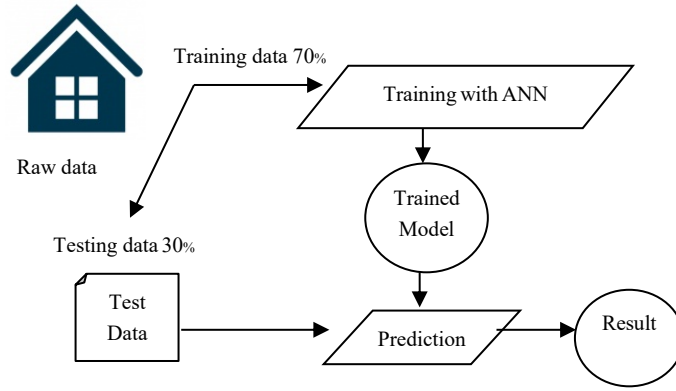 Training data 70%
Training with ANN
Raw data
Trained
Model
Testing data 30%
Test
Data
Prediction
Result